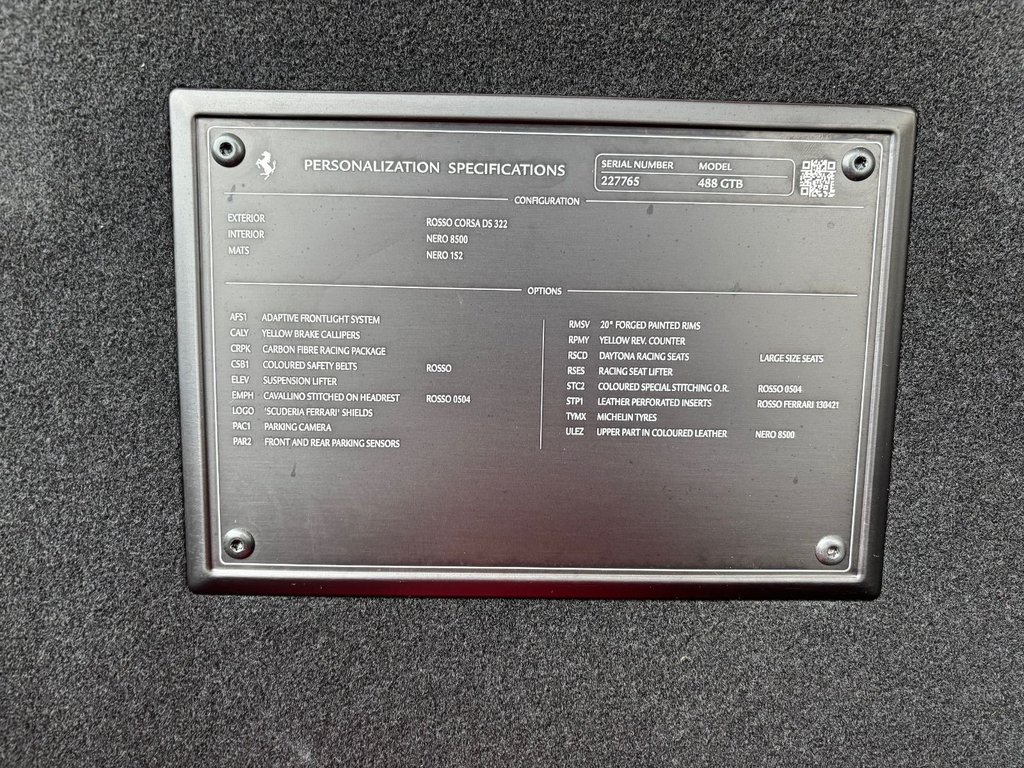 PERSONALIZATION SPECIFICATIONS
SERIAL NUMBER MODEL
227765 488 GTB
CONFIGURATION
EXTERIOR ROSSO CORSA DS 322
INTERIOR NERO 8500
MATS NERO 152
OPTIONS
AFS1 ADAPTIVE FRONTLIGHT SYSTEM
CALY YELLOW BRAKE CALLIPERS
CRPK CARBON FIBRE RACING PACKAGE
CSB1 COLOURED SAFETY BELTS ROSSO
ELEV SUSPENSION LIFTER
EMPH CAVALLINO STITCHED ON HEADREST ROSSO 0504
LOGO 'SCUDERIA FERRARI' SHIELDS
PAC1 PARKING CAMERA
PAR2 FRONT AND REAR PARKING SENSORS
RMSV 20" FORGED PAINTED RIMS
RPMY YELLOW REV. COUNTER
RSCD DAYTONA RACING SEATS LARGE SIZE SEATS
RSES RACING SEAT LIFTER
STC2 COLOURED SPECIAL STITCHING O.R. ROSSO 0504
STP1 LEATHER PERFORATED INSERTS ROSSO FERRARI 130421
TYMX MICHELIN TYRES
ULEZ UPPER PART IN COLOURED LEATHER NERO 8500